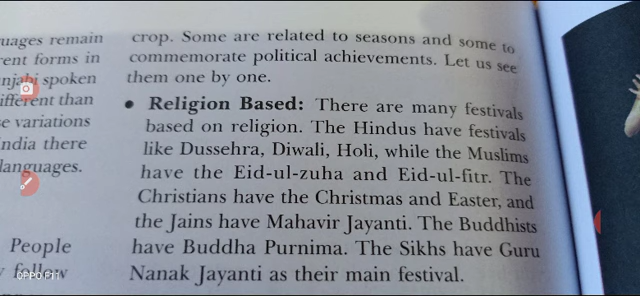 uages remain
rent forms in
njabi spoken
ifferent than
e variations
ndia there
languages.
People
follow
crop. Some are related to seasons and some to
commemorate political achievements. Let us see
them one by one.
• Religion Based: There are many festivals
based on religion. The Hindus have festivals
like Dussehra, Diwali, Holi, while the Muslims
have the Eid-ul-zuha and Eid-ul-fitr. The
Christians have the Christmas and Easter, and
the Jains have Mahavir Jayanti. The Buddhists
have Buddha Purnima. The Sikhs have Guru
Nanak Jayanti as their main festival.
OPPO F11